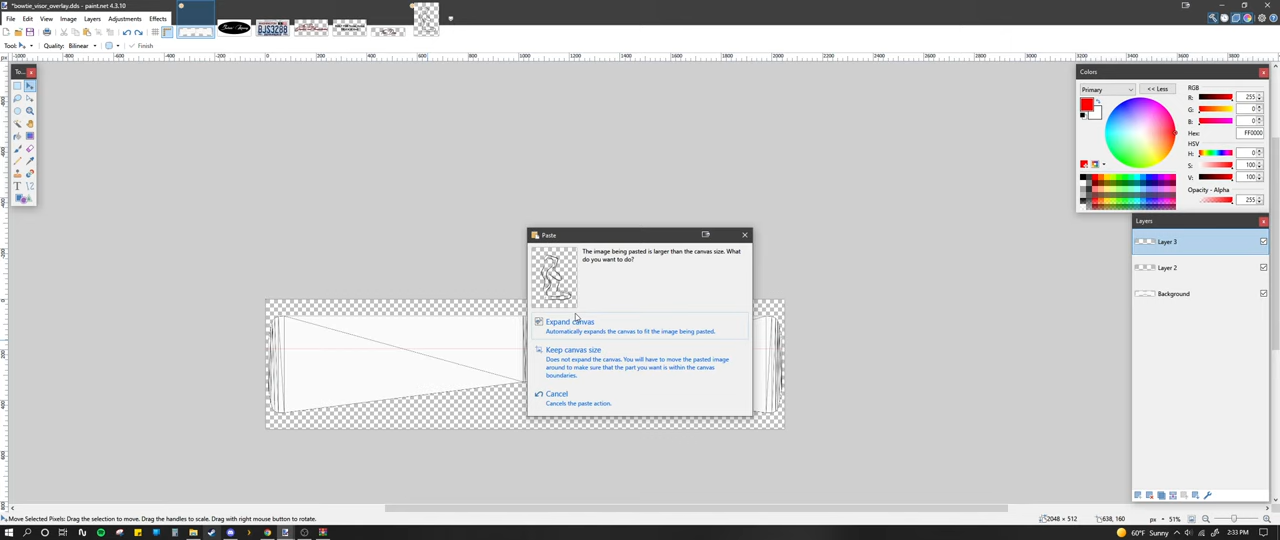 *bowtie_visor_overlay.dds - paint.net 4.3.10
File Edit View Image Layers Adjustments Effects
BJS3288
Tool: Quality: Bilinear Finish
px
To...
Colors
Primary << Less
RGB
R: 255
G: 0
B: 0
Hex: FF0000
HSV
H: 0
S: 100
V: 100
Opacity - Alpha
255
Layers
Layer 3
Layer 2
Background
Paste
The image being pasted is larger than the canvas size. What
do you want to do?
Expand canvas
Automatically expands the canvas to fit the image being pasted.
Keep canvas size
Does not expand the canvas. You will have to move the pasted image
around to make sure that the part you want is within the canvas
boundaries.
Cancel
Cancels the paste action.
Move Selected Pixels: Drag the selection to move. Drag the handles to scale. Drag with right mouse button to rotate.
2048 × 512 638, 160 px 51%
60°F Sunny 2:33 PM